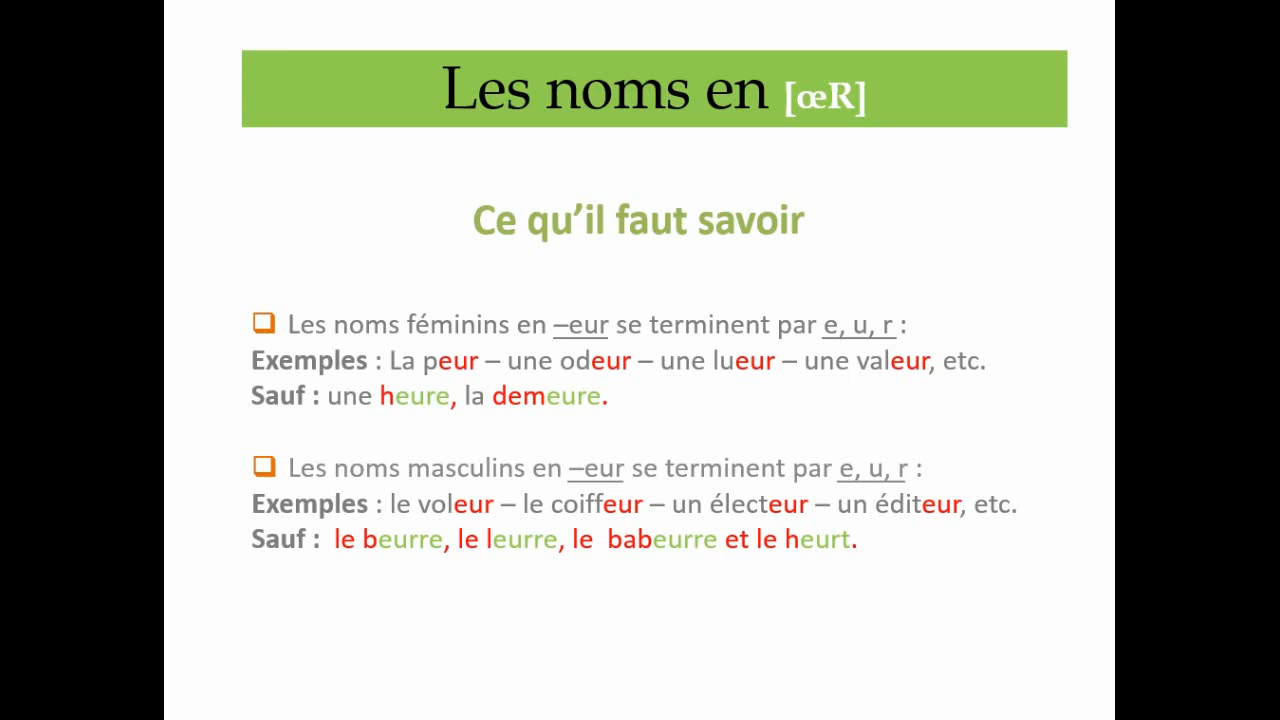 Les noms en [œR]
Ce qu’il faut savoir
❑ Les noms féminins en –eur se terminent par e, u, r :
Exemples : La peur – une odeur – une lueur – une valeur, etc.
Sauf : une heure, la demeure.
❑ Les noms masculins en –eur se terminent par e, u, r :
Exemples : le voleur – le coiffeur – un électeur – un éditeur, etc.
Sauf : le beurre, le leurre, le babeurre et le heurt.